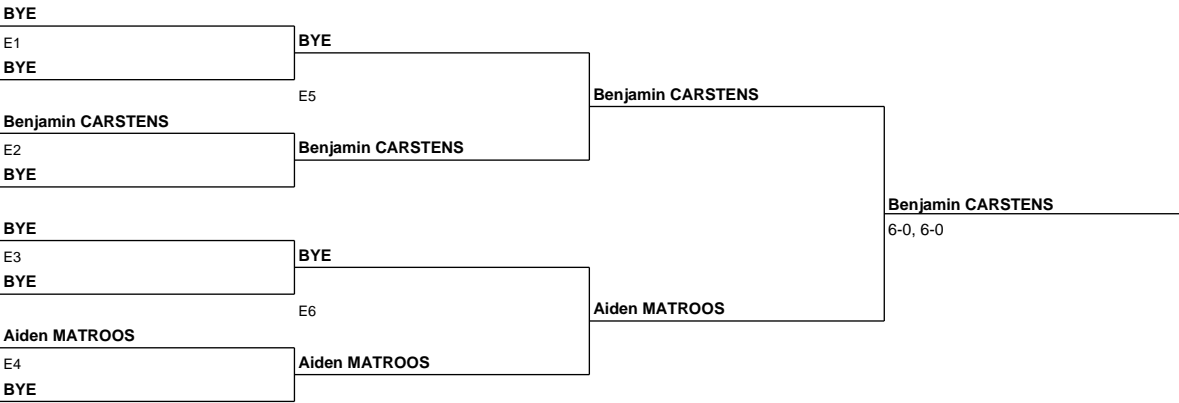 BYE
E1
BYE
BYE
E5
Benjamin CARSTENS
Benjamin CARSTENS
E2
Benjamin CARSTENS
BYE
Benjamin CARSTENS
6-0, 6-0
BYE
E3
BYE
BYE
E6
Aiden MATROOS
Aiden MATROOS
E4
Aiden MATROOS
BYE